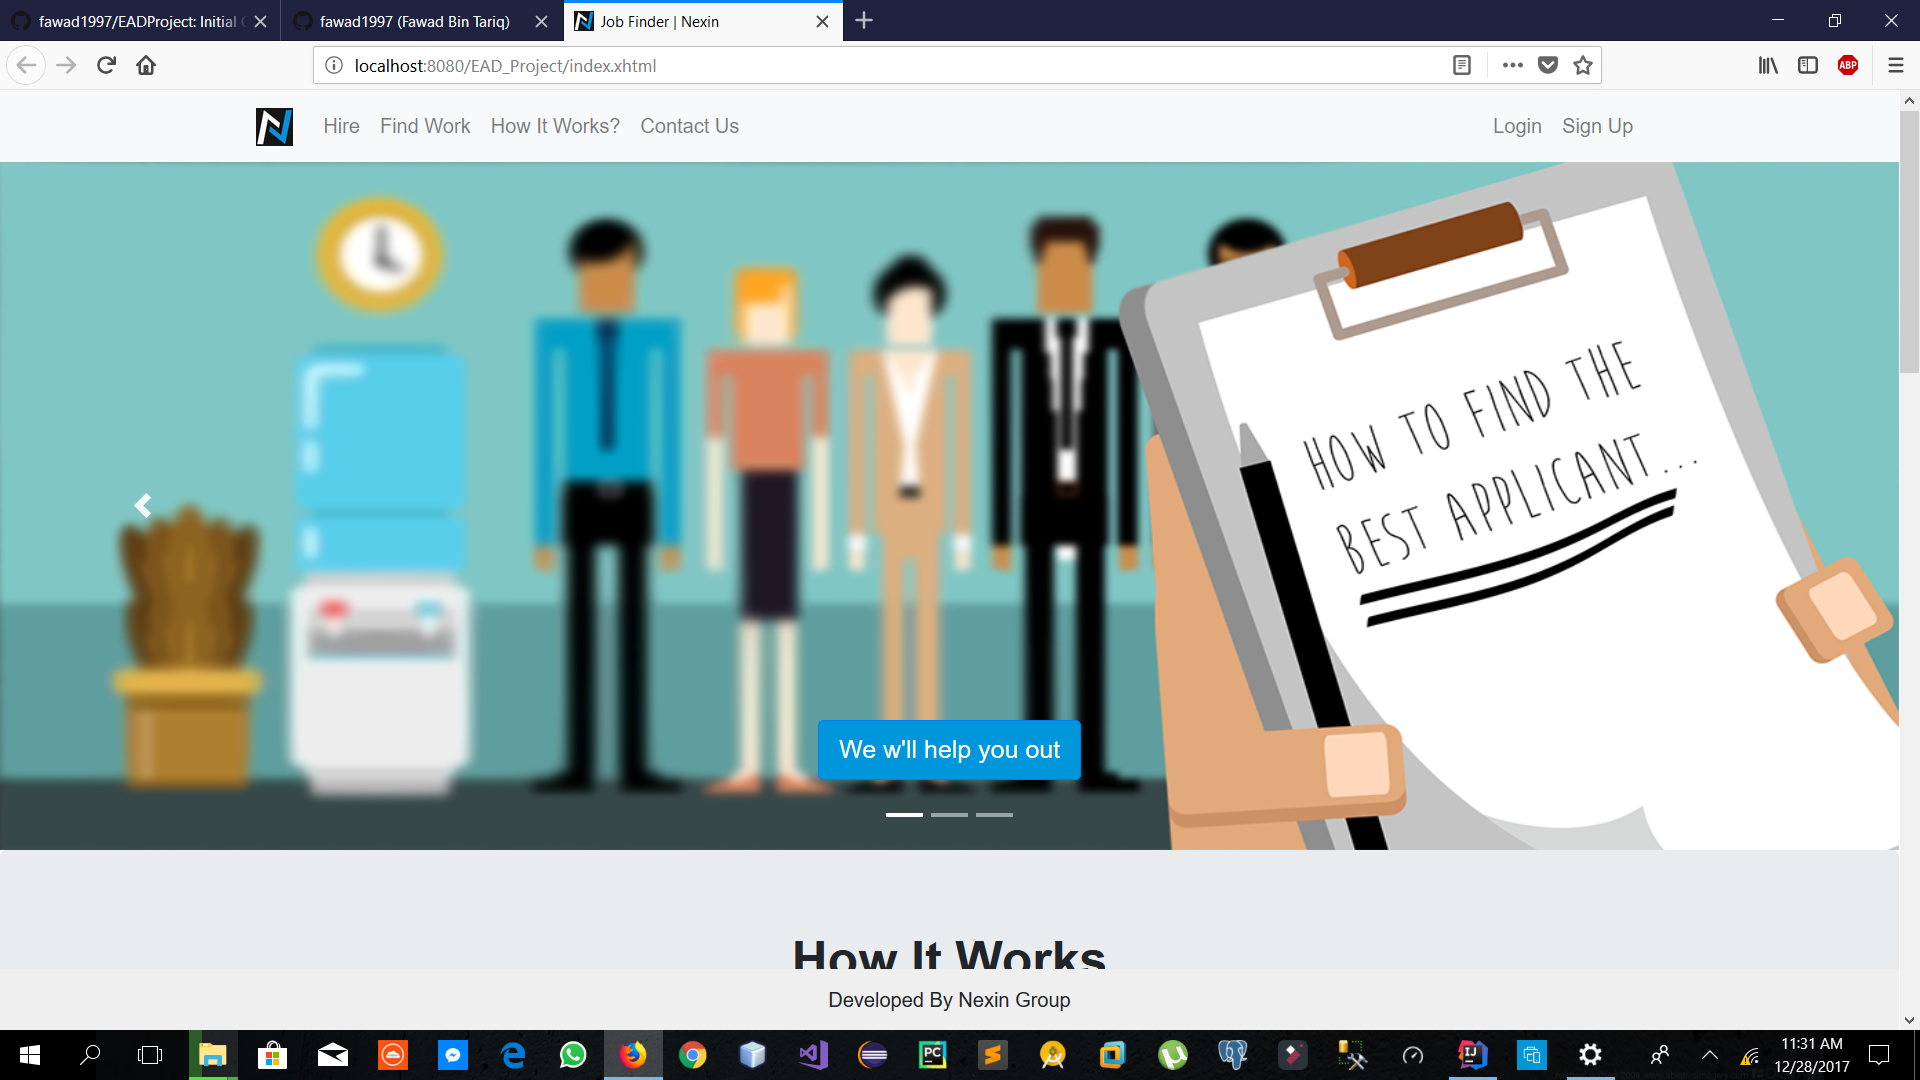 fawad1997/EADProject: Initial
fawad1997 (Fawad Bin Tariq)
Job Finder | Nexin
localhost:8080/EAD_Project/index.xhtml
ABP
Hire
Find Work
How It Works?
Contact Us
Login
Sign Up
HOW TO FIND THE
BEST APPLICANT...
We w'll help you out
How It Works
Developed By Nexin Group
PC
IJ
11:31 AM
12/28/2017